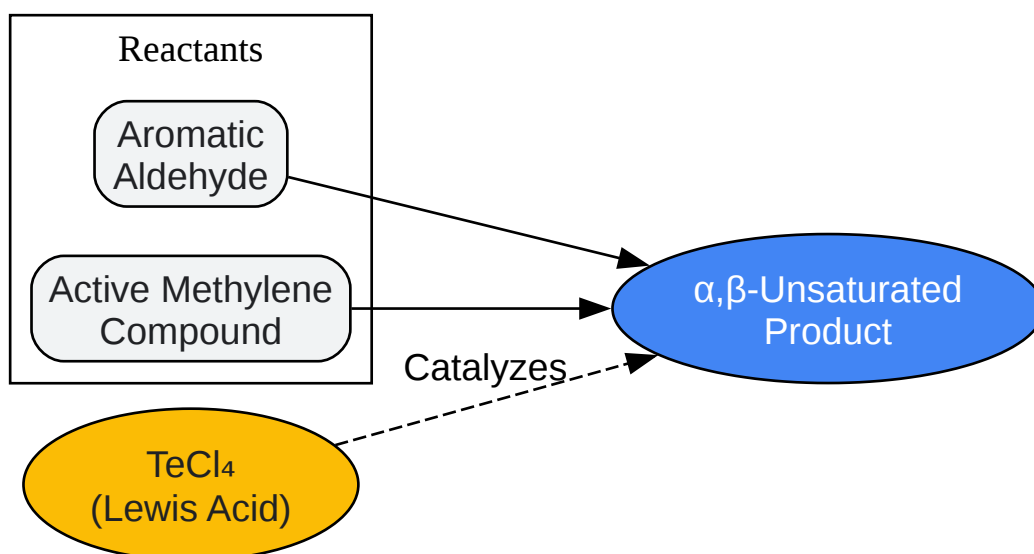 Reactants
Aromatic
Aldehyde
Active Methylene
Compound
α,β-Unsaturated
Product
Catalyzes
TeCl₄
(Lewis Acid)